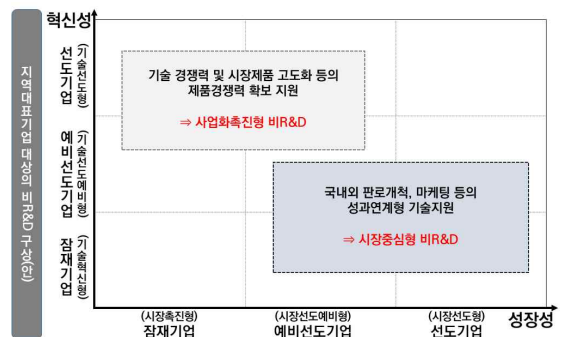 혁신성
지역대표기업 대상의 비R&D 구상(안)
선도기업
(기술선도형)
예비선도기업
(기술선도예비형)
잠재기업
(기술혁신형)
기술 경쟁력 및 시장제품 고도화 등의
제품경쟁력 확보 지원
⇒ 사업화촉진형 비R&D
국내외 판로개척, 마케팅 등의
성과연계형 기술지원
⇒ 시장중심형 비R&D
(시장촉진형)
잠재기업
(시장선도예비형)
예비선도기업
(시장선도형)
선도기업
성장성